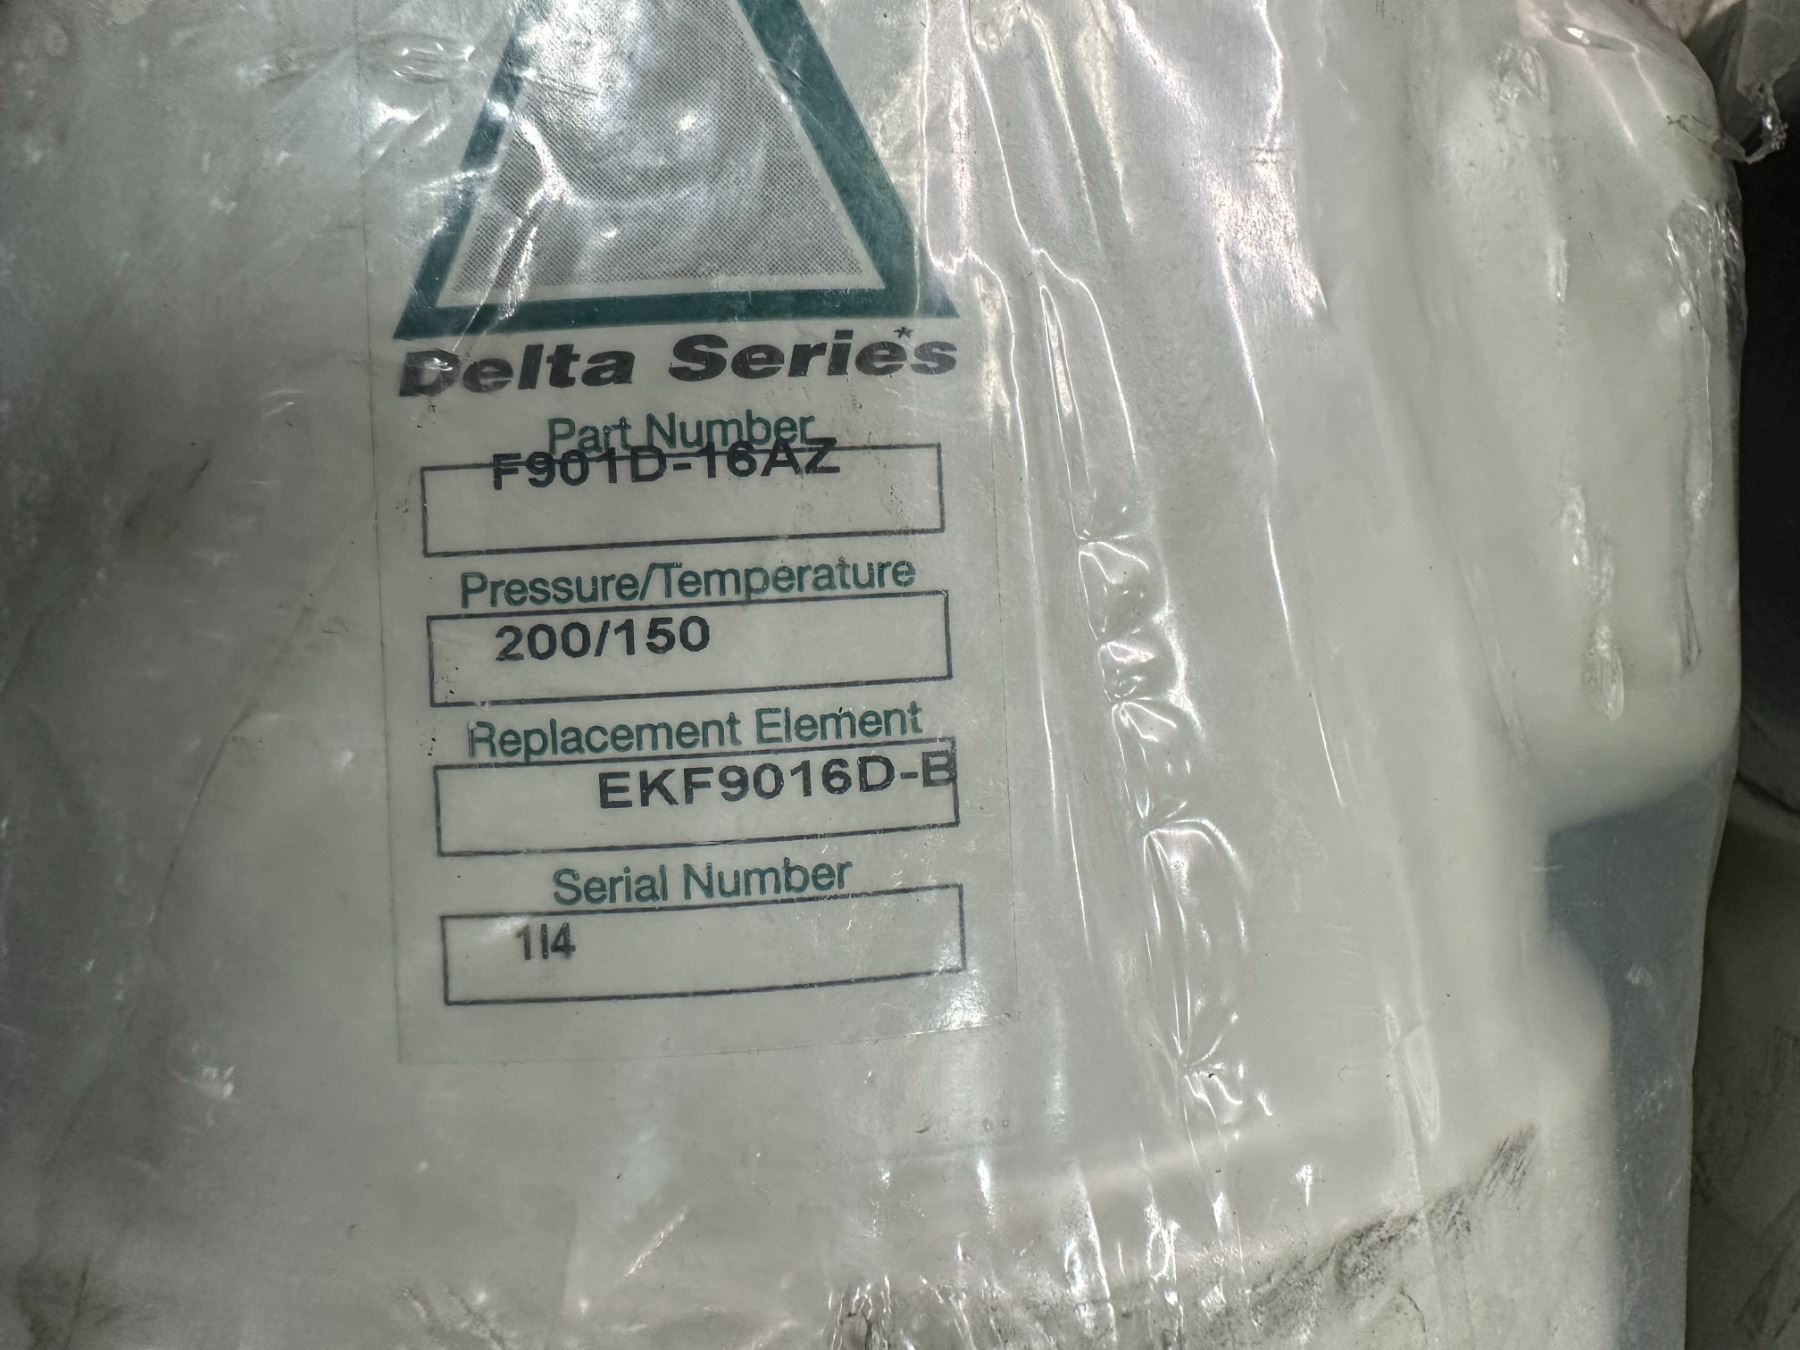 Delta Series*
Part Number
F901D-16AZ
Pressure/Temperature
200/150
Replacement Element
EKF9016D-B
Serial Number
1I4